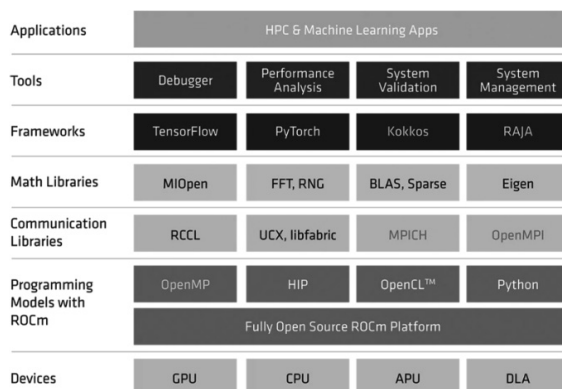 Applications
HPC & Machine Learning Apps
Tools
Debugger
Performance
Analysis
System
Validation
System
Management
Frameworks
TensorFlow
PyTorch
Kokkos
RAJA
Math Libraries
MIOpen
FFT, RNG
BLAS, Sparse
Eigen
Communication
Libraries
RCCL
UCX, libfabric
MPICH
OpenMPI
Programming
Models with
ROCm
OpenMP
HIP
OpenCL™
Python
Fully Open Source ROCm Platform
Devices
GPU
CPU
APU
DLA